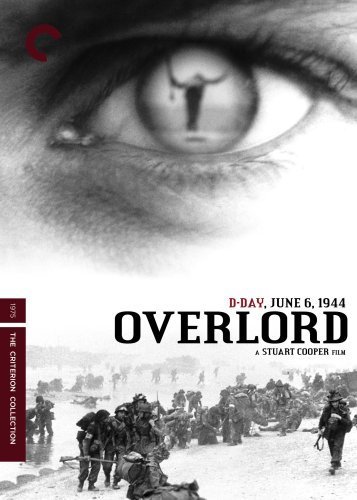 D-DAY, JUNE 6, 1944
OVERLORD
A STUART COOPER FILM
1975
THE CRITERION COLLECTION